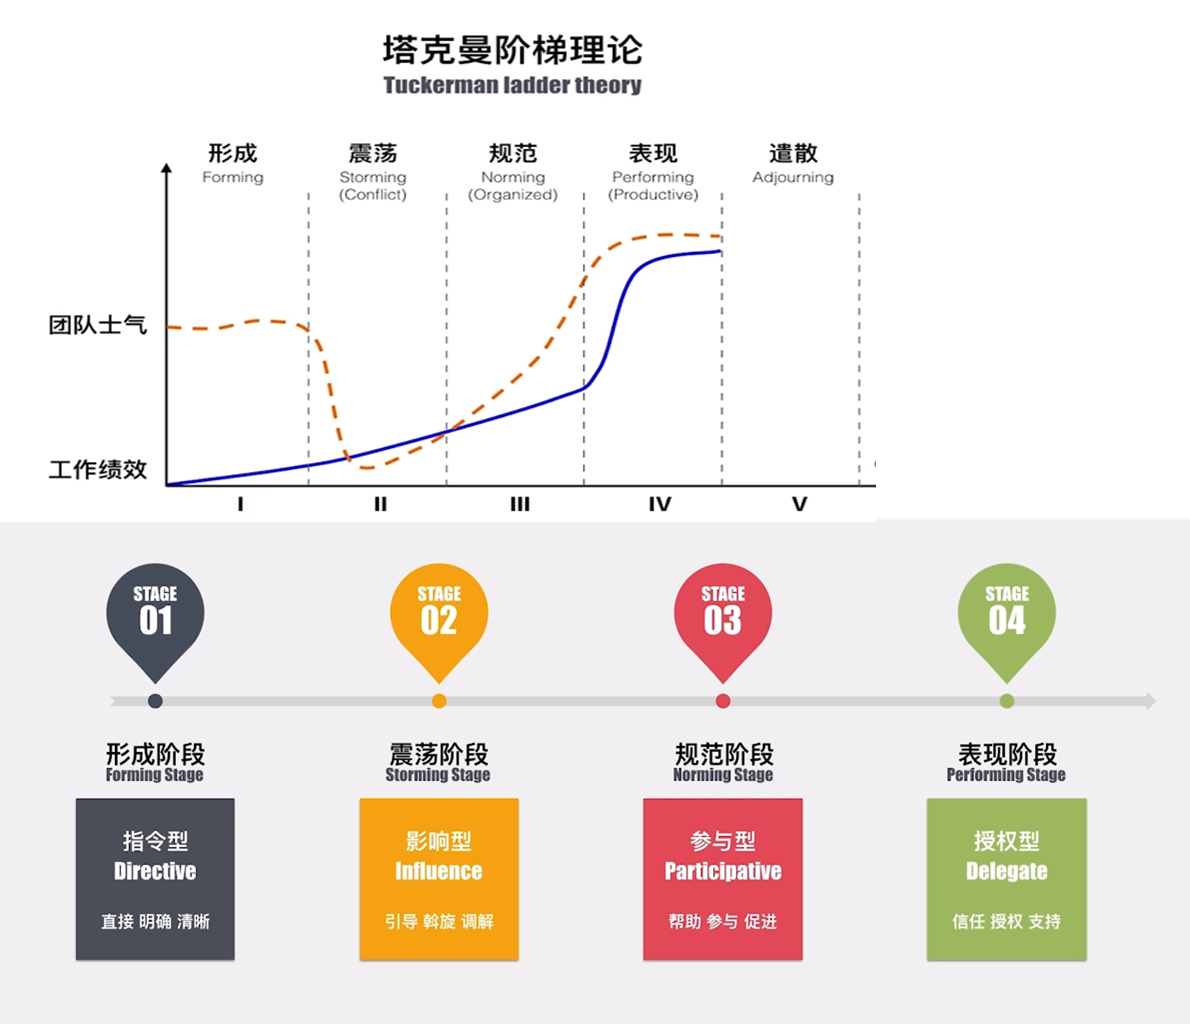 塔克曼阶梯理论
Tuckerman ladder theory
形成
Forming
震荡
Storming
(Conflict)
规范
Norming
(Organized)
表现
Performing
(Productive)
遣散
Adjourning
团队士气
工作绩效
I
II
III
IV
V
STAGE
01
STAGE
02
STAGE
03
STAGE
04
形成阶段
Forming Stage
震荡阶段
Storming Stage
规范阶段
Norming Stage
表现阶段
Performing Stage
指令型
Directive
直接 明确 清晰
影响型
Influence
引导 斡旋 调解
参与型
Participative
帮助 参与 促进
授权型
Delegate
信任 授权 支持